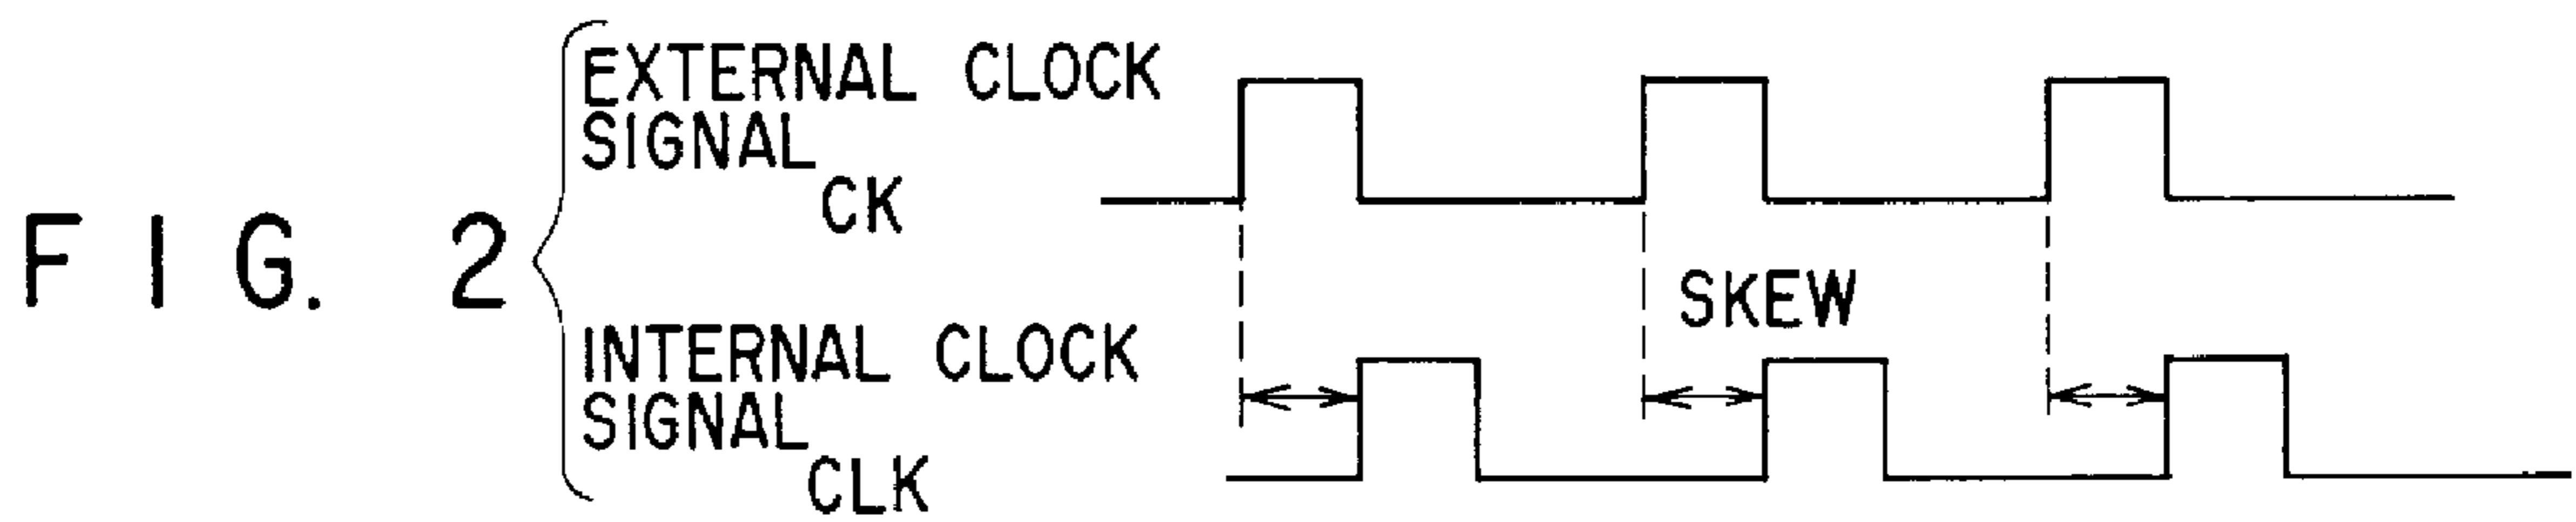 FIG. 2
EXTERNAL CLOCK
SIGNAL
CK
SKEW
INTERNAL CLOCK
SIGNAL
CLK